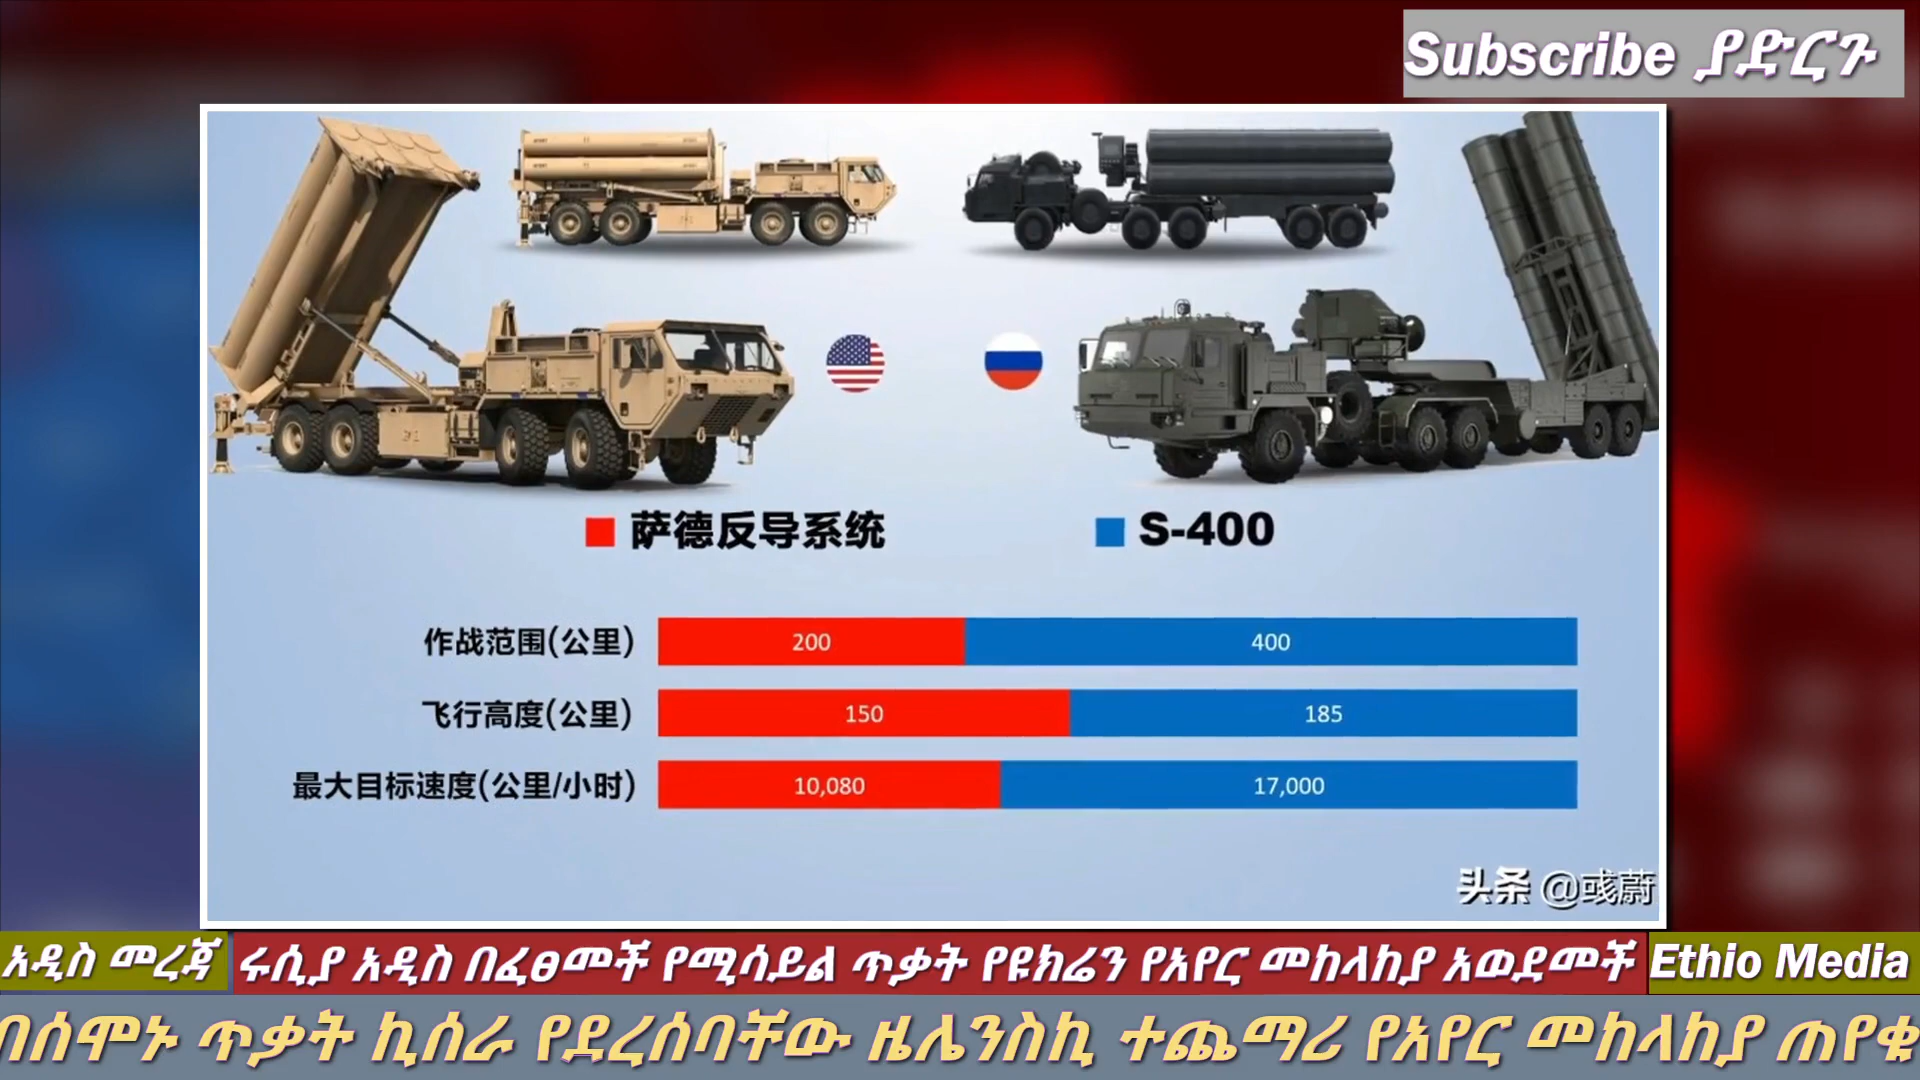 Subscribe ያድርጉ
萨德反导系统
S-400
作战范围(公里) 200 400
飞行高度(公里) 150 185
最大目标速度(公里/小时) 10,080 17,000
头条 @彧蔚
አዲስ መረጃ
ሩሲያ አዲስ በፈፀመችዉ የሚሳይል ጥቃት የዩክሬን የአየር መከላከያ አወደመች
Ethio Media
በሰሞኑ ጥቃት ኪሰራ የደረሰባቸው ዜሌንስኪ ተጨማሪ የአየር መከላከያ ጠየቁ